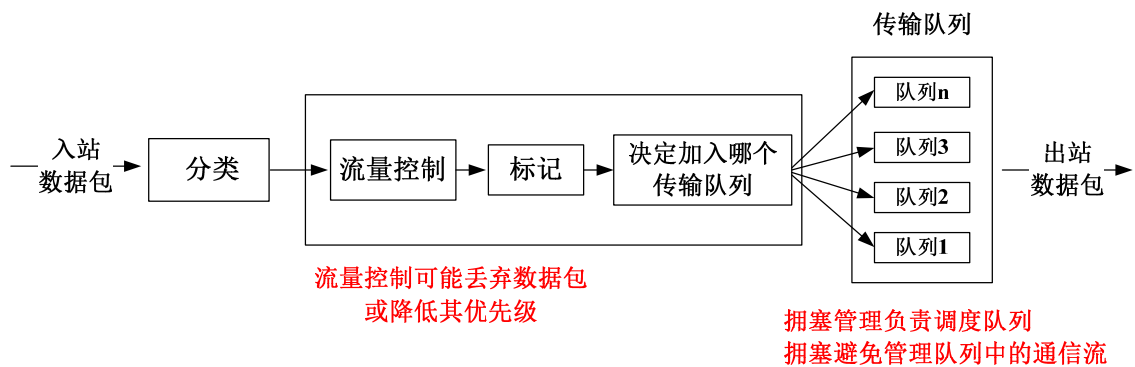 传输队列
入站
数据包
分类
流量控制
标记
决定加入哪个
传输队列
队列n
队列3
队列2
队列1
出站
数据包
流量控制可能丢弃数据包
或降低其优先级
拥塞管理负责调度队列
拥塞避免管理队列中的通信流